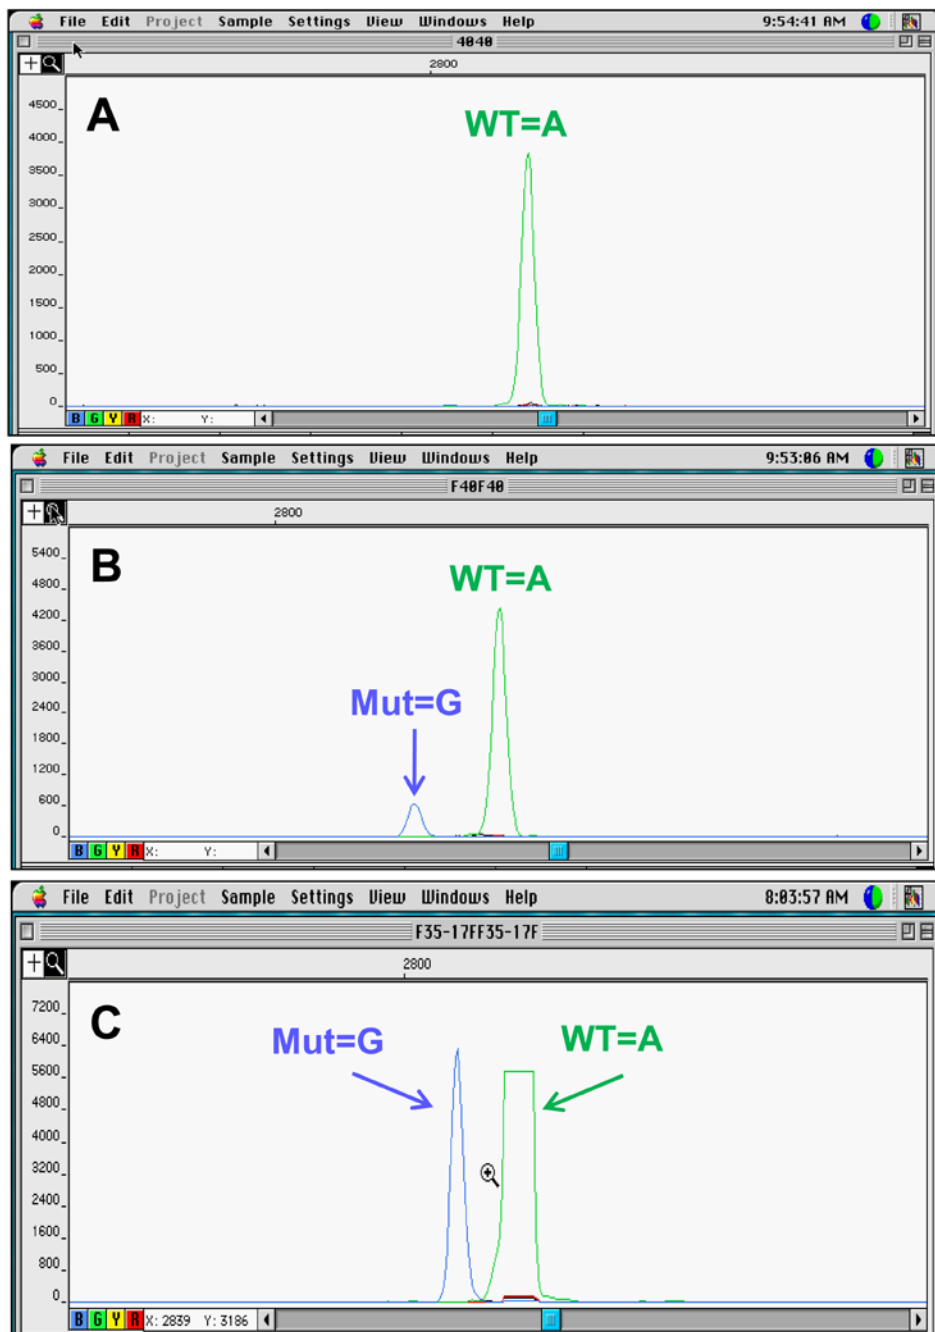 File Edit Project Sample Settings View Windows Help 9:54:41 AM
4040
2800
A
WT=A
4500
4000
3500
3000
2500
2000
1500
1000
500
0
B G Y R X: Y:
File Edit Project Sample Settings View Windows Help 9:53:06 AM
F40F40
2800
B
WT=A
Mut=G
5400
4800
4200
3600
3000
2400
1800
1200
600
0
B G Y R X: Y:
File Edit Project Sample Settings View Windows Help 8:03:57 AM
F35-17FF35-17F
2800
C
Mut=G
WT=A
7200
6400
5600
4800
4000
3200
2400
1600
800
0
B G Y R X: 2839 Y: 3186